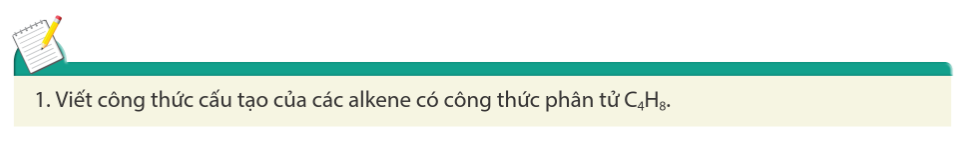 1. Viết công thức cấu tạo của các alkene có công thức phân tử C₄H₈.